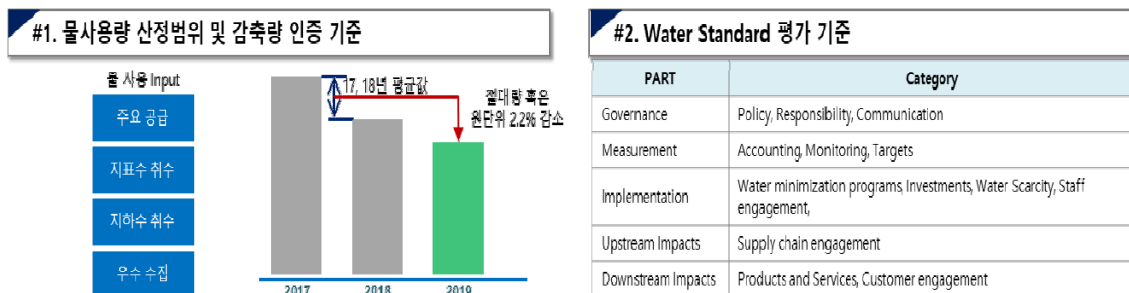 #1. 물사용량 산정범위 및 감축량 인증 기준
물 사용 Input
주요 공급
지표수 취수
지하수 취수
우수 수집
17, 18년 평균값
절대량 혹은
원단위 2.2% 감소
2017 2018 2019
#2. Water Standard 평가 기준
PART Category
Governance Policy, Responsibility, Communication
Measurement Accounting, Monitoring, Targets
Implementation Water minimization programs, Investments, Water Scarcity, Staff
engagement,
Upstream Impacts Supply chain engagement
Downstream Impacts Products and Services, Customer engagement